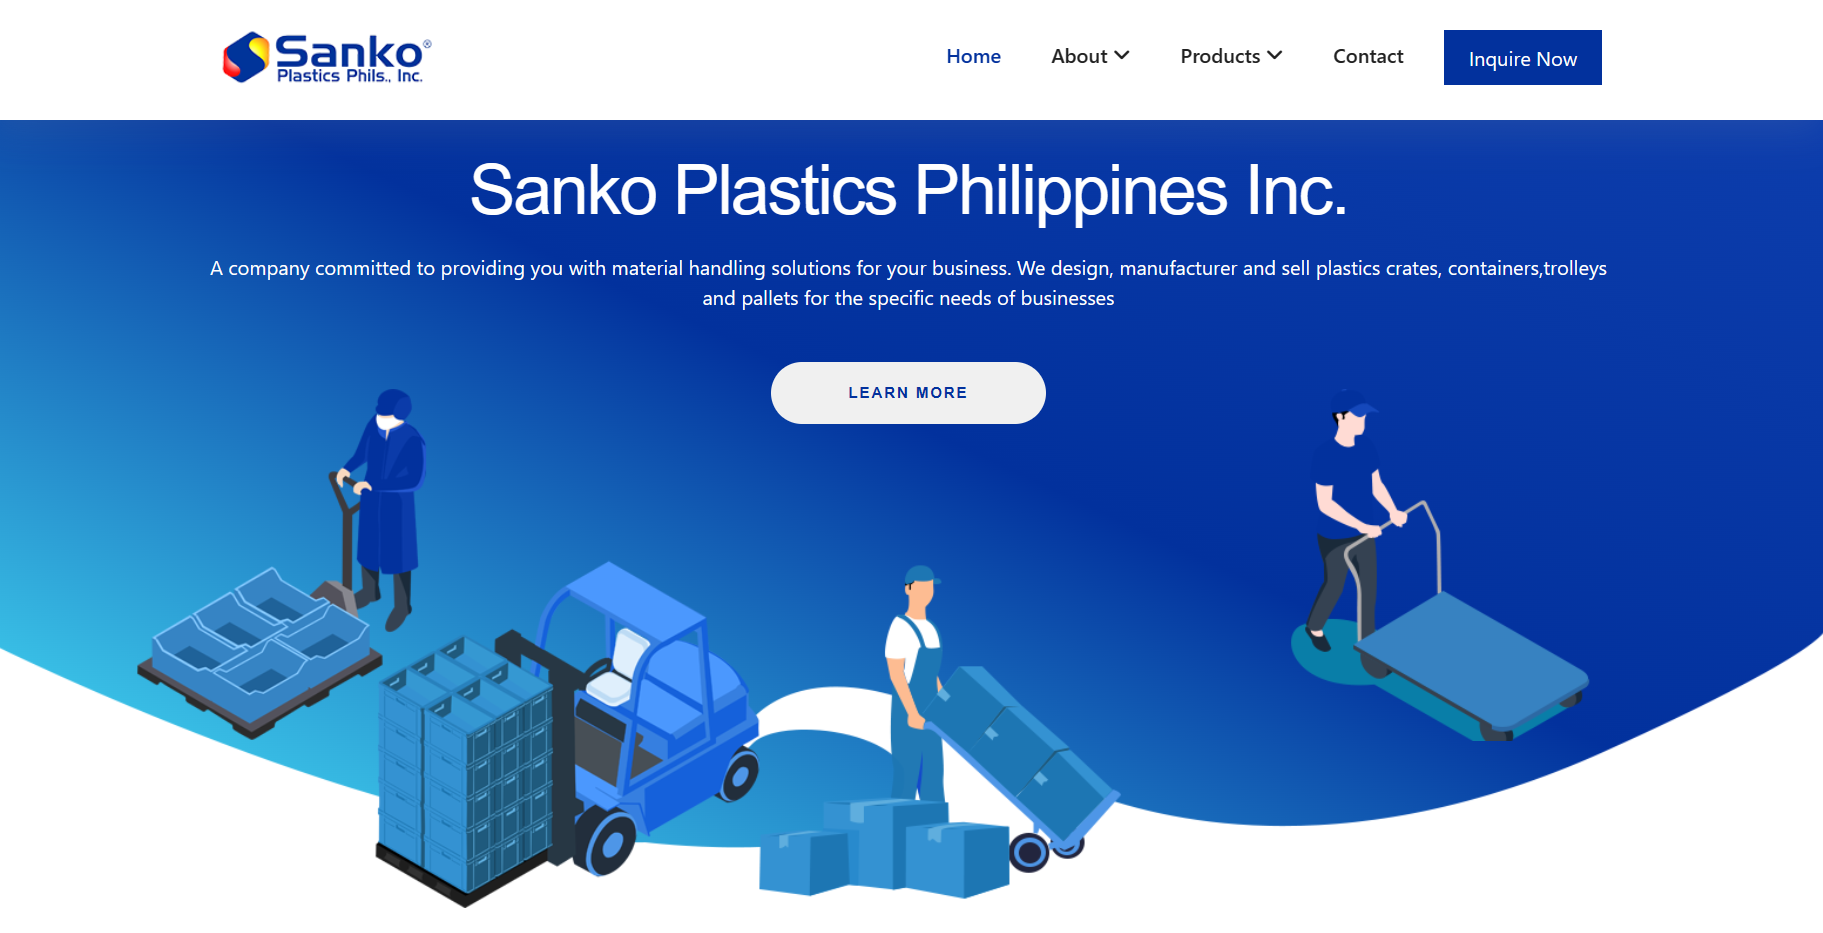 Sanko®
Plastics Phils., Inc.
Home
About
Products
Contact
Inquire Now
Sanko Plastics Philippines Inc.
A company committed to providing you with material handling solutions for your business. We design, manufacturer and sell plastics crates, containers,trolleys
and pallets for the specific needs of businesses
LEARN MORE